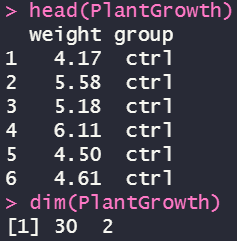 > head(PlantGrowth)
  weight group
1   4.17  ctrl
2   5.58  ctrl
3   5.18  ctrl
4   6.11  ctrl
5   4.50  ctrl
6   4.61  ctrl
> dim(PlantGrowth)
[1] 30  2